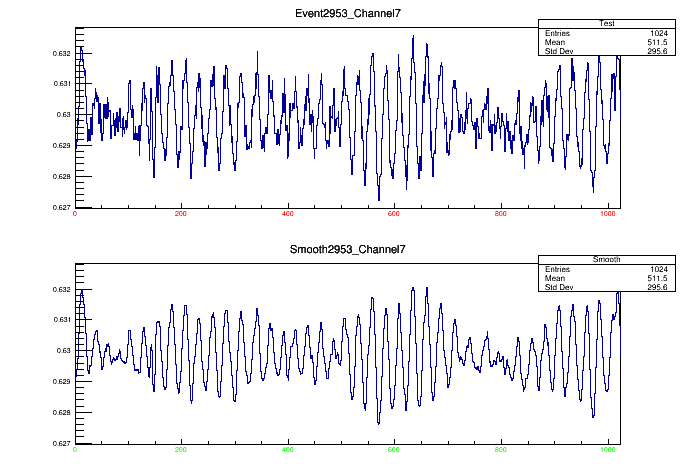 Event2953_Channel7
Test
Entries 1024
Mean 511.5
Std Dev 295.6
0.632
0.631
0.63
0.629
0.628
0.627
0 200 400 600 800 1000
Smooth2953_Channel7
Smooth
Entries 1024
Mean 511.5
Std Dev 295.6
0.632
0.631
0.63
0.629
0.628
0.627
0 200 400 600 800 1000